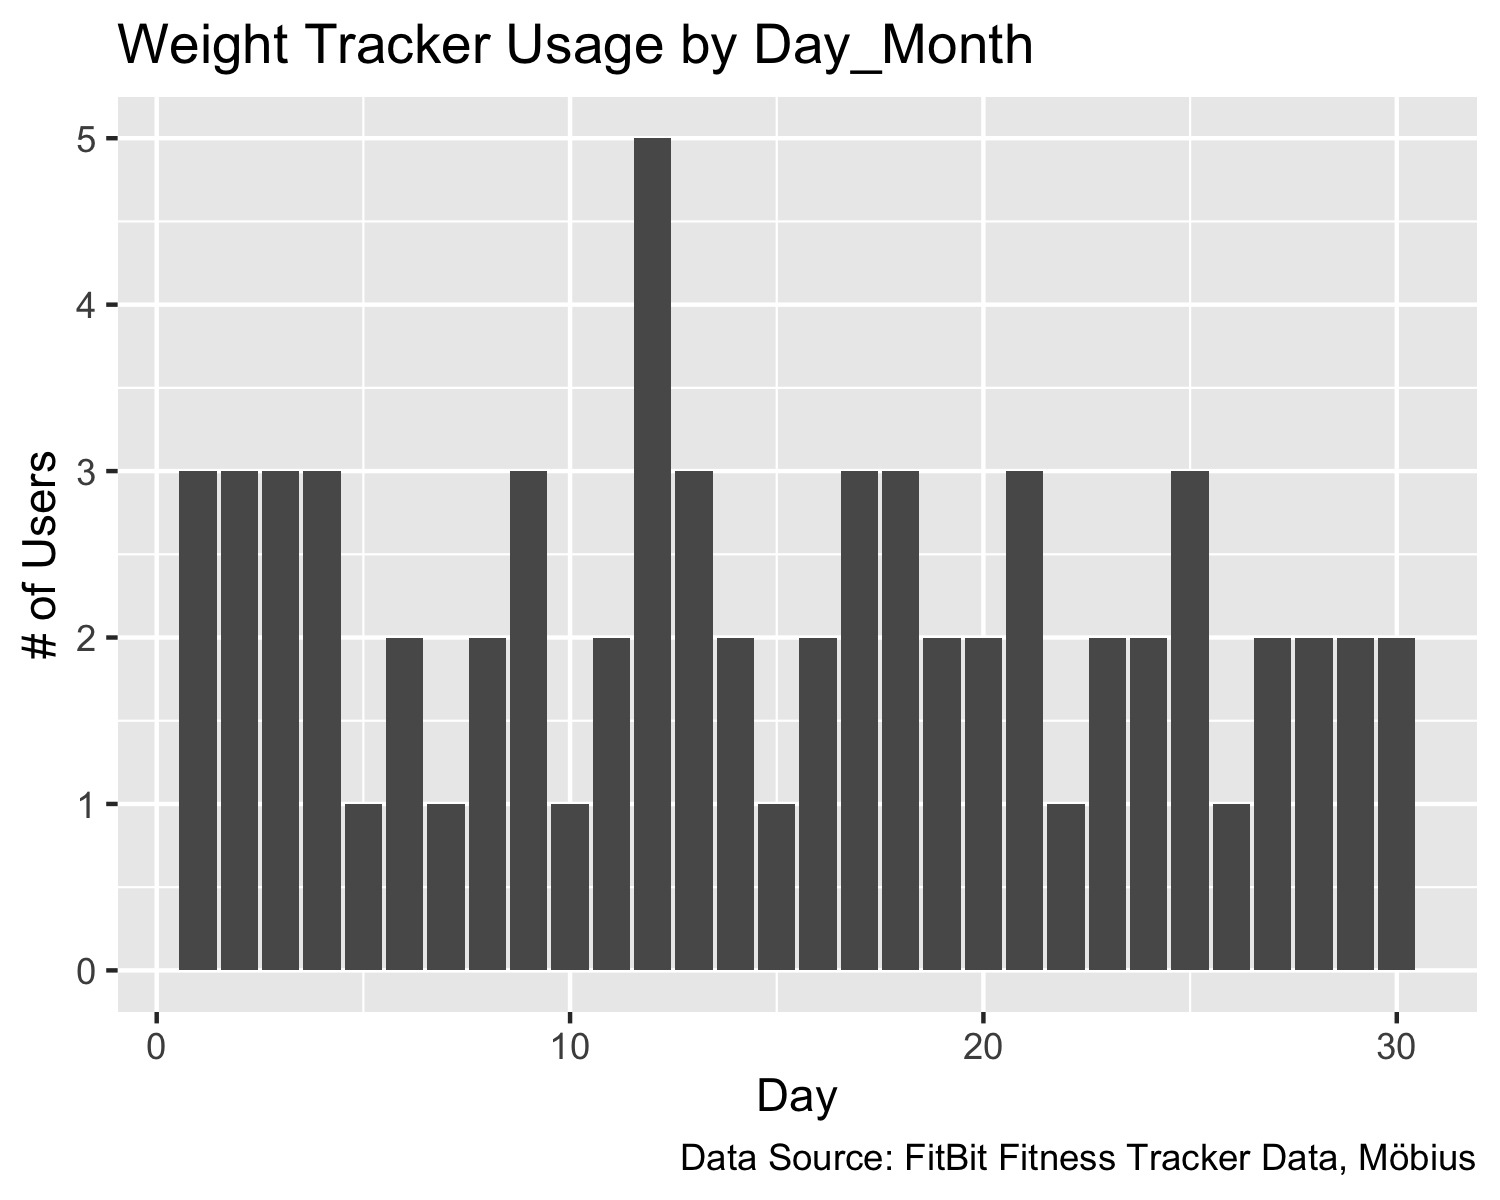 Weight Tracker Usage by Day_Month
# of Users
5
4
3
2
1
0
0 10 20 30
Day
Data Source: FitBit Fitness Tracker Data, Möbius